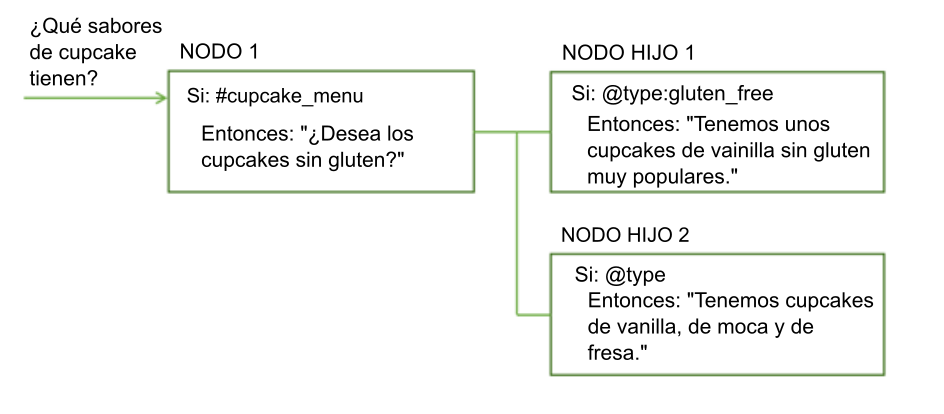 ¿Qué sabores
de cupcake
tienen?
NODO 1
Si: #cupcake_menu
Entonces: "¿Desea los
cupcakes sin gluten?"
NODO HIJO 1
Si: @type:gluten_free
Entonces: "Tenemos unos
cupcakes de vainilla sin gluten
muy populares."
NODO HIJO 2
Si: @type
Entonces: "Tenemos cupcakes
de vanilla, de moca y de
fresa."